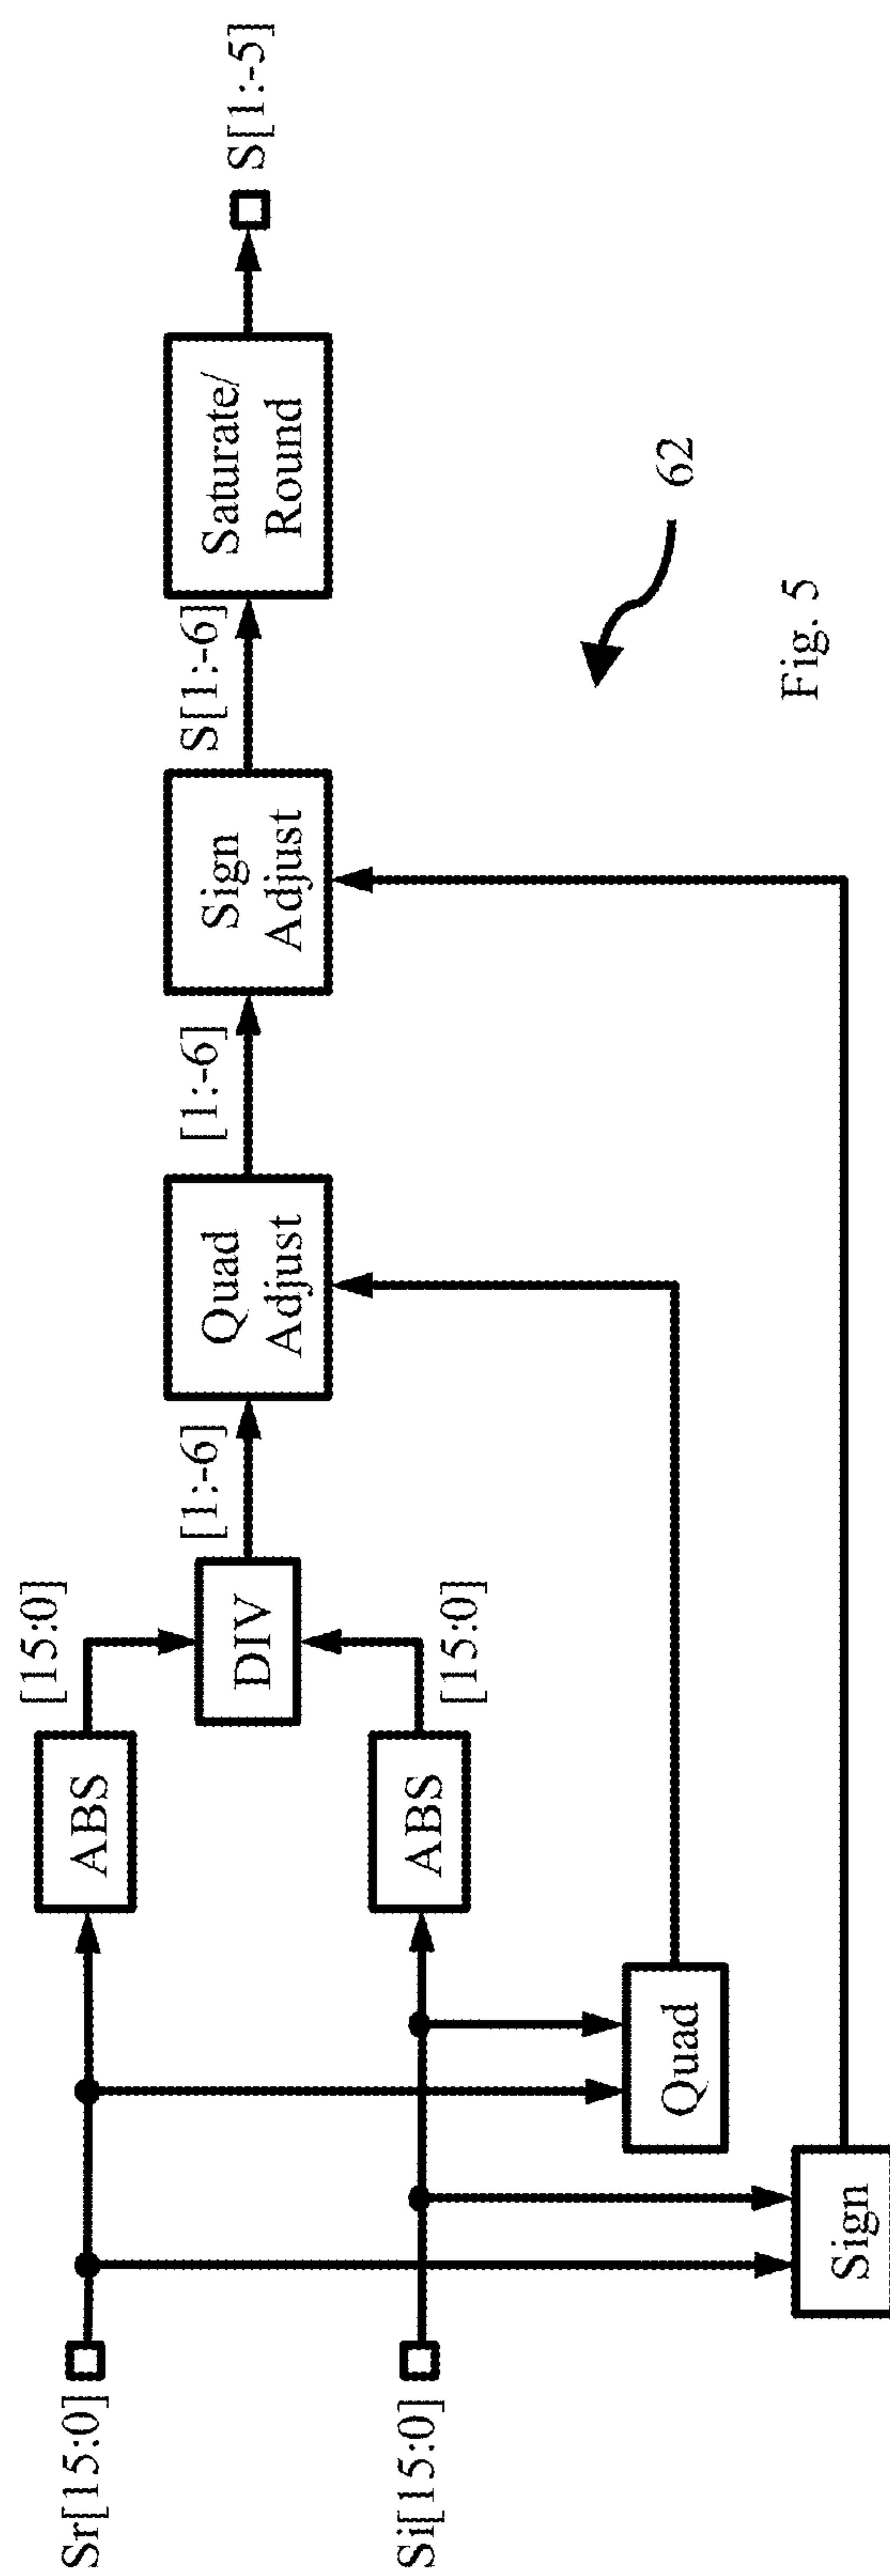 Sr[15:0]
Si[15:0]
ABS
[15:0]
ABS
[15:0]
DIV
[1:-6]
Quad
Adjust
[1:-6]
Sign
Adjust
S[1:-6]
Saturate/
Round
S[1:-5]
Quad
Sign
62
Fig. 5